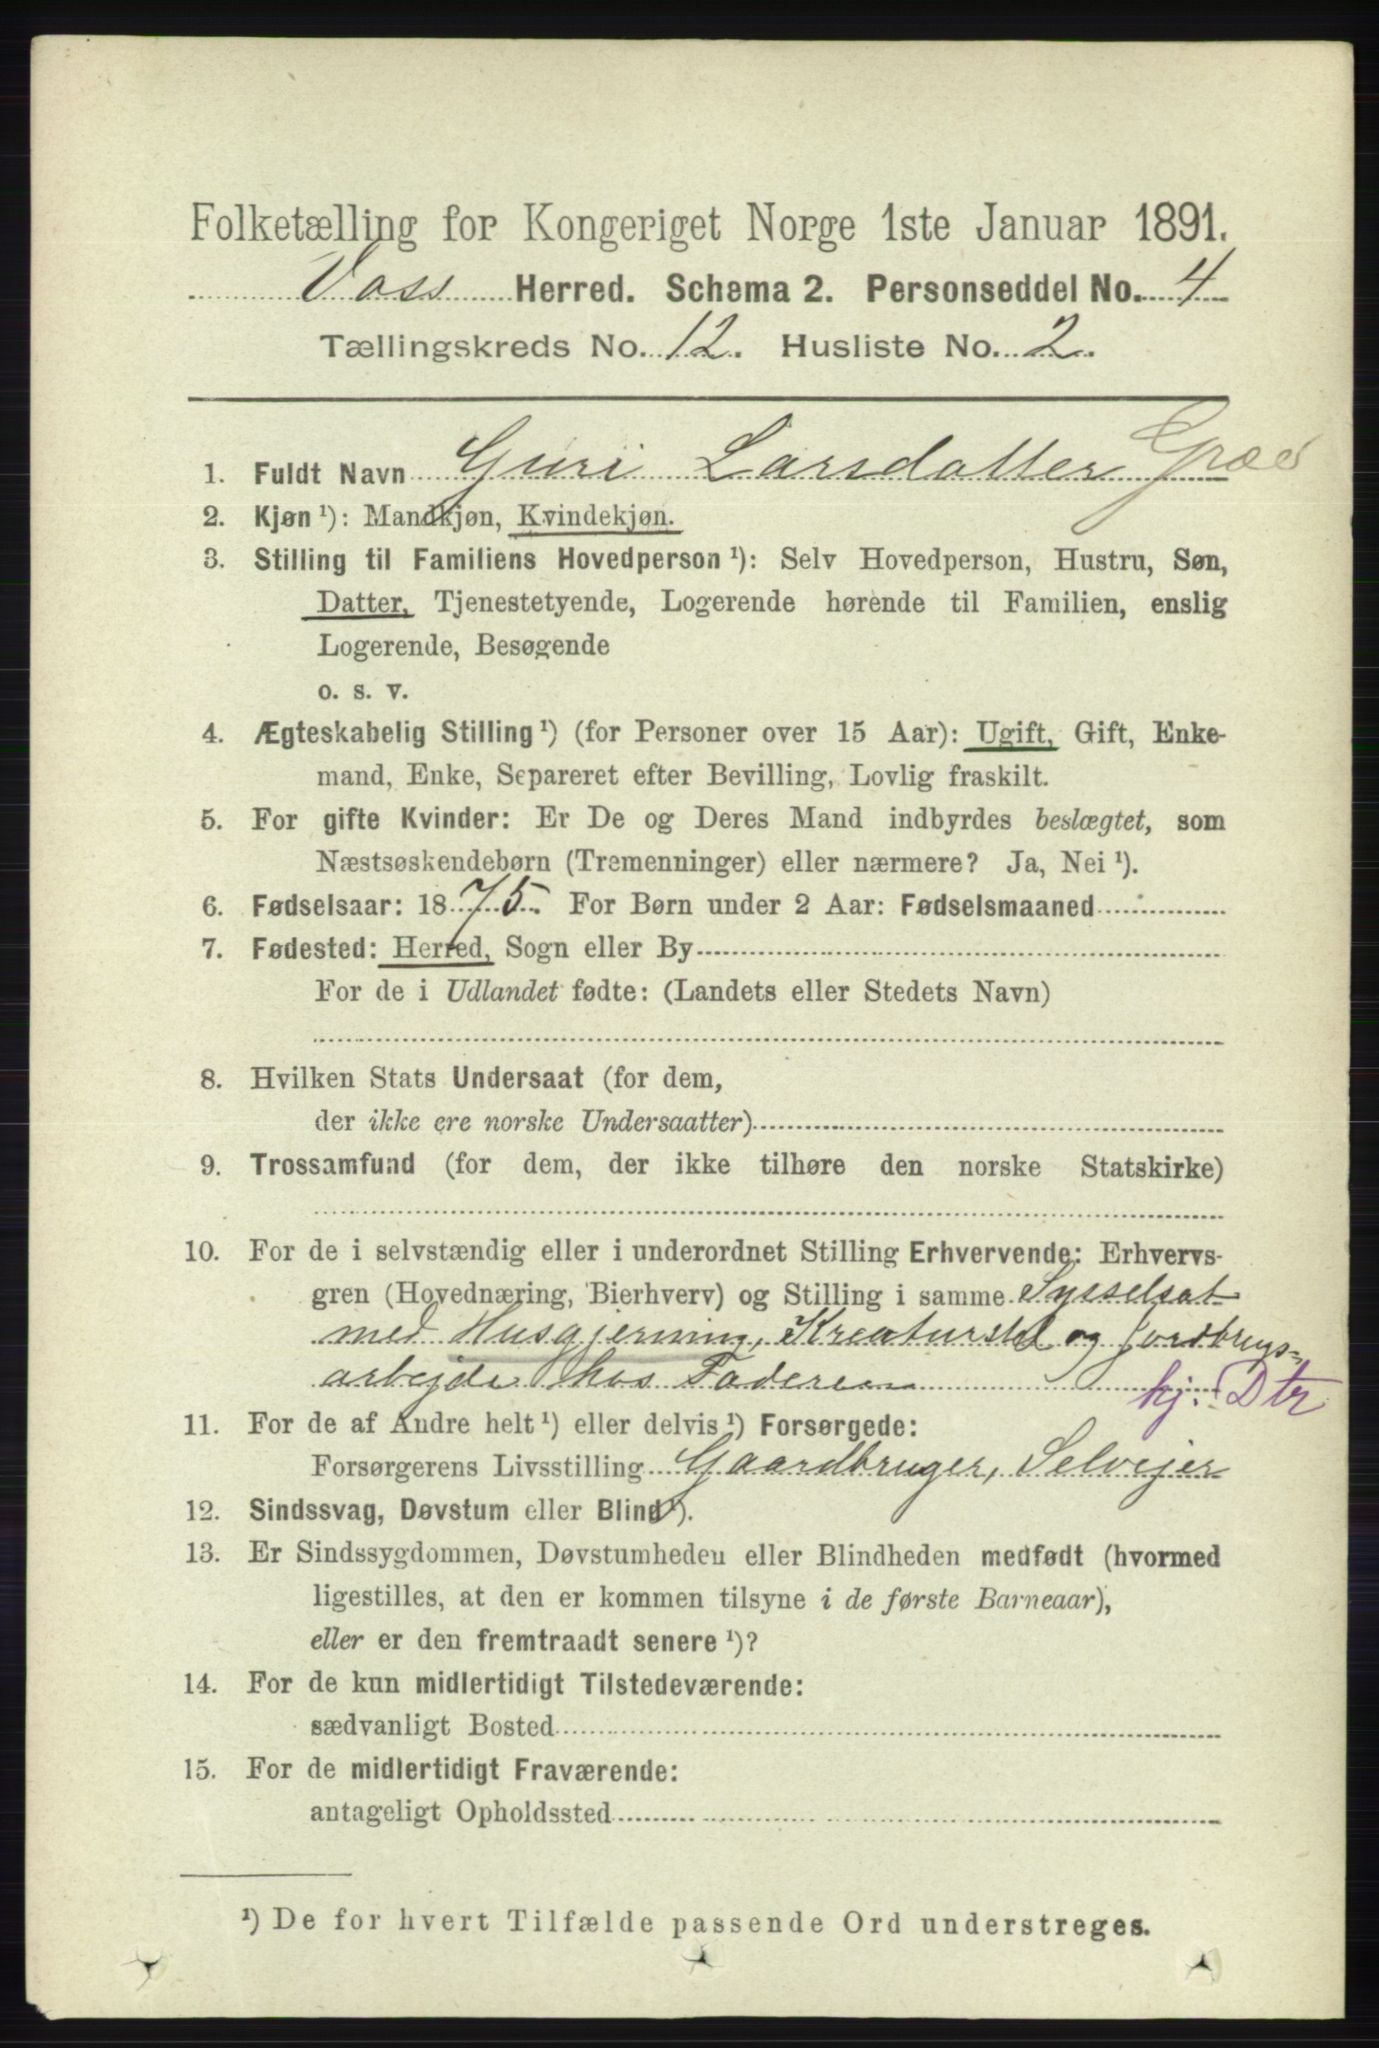 Folketælling for Kongeriget Norge 1ste Januar 1891.
Voss Herred. Schema 2. Personseddel No. 4
Tællingskreds No. 12. Husliste No. 2.
1. Fuldt Navn Guri Larsdatter
2. Kjøn ¹): Mandkjøn, Kvindekjøn.
3. Stilling til Familiens Hovedperson ¹): Selv Hovedperson, Hustru, Søn,
Datter, Tjenestetyende, Logerende hørende til Familien, enslig
Logerende, Besøgende
o. s. v.
4. Ægteskabelig Stilling ¹) (for Personer over 15 Aar): Ugift, Gift, Enke-
mand, Enke, Separeret efter Bevilling, Lovlig fraskilt.
5. For gifte Kvinder: Er De og Deres Mand indbyrdes beslægtet, som
Næstsøskendebørn (Tremenninger) eller nærmere? Ja, Nei ¹).
6. Fødselsaar: 1875. For Børn under 2 Aar: Fødselsmaaned
7. Fødested: Herred, Sogn eller By
For de i Udlandet fødte: (Landets eller Stedets Navn)
8. Hvilken Stats Undersaat (for dem,
der ikke ere norske Undersaatter)
9. Trossamfund (for dem, der ikke tilhøre den norske Statskirke)
10. For de i selvstændig eller i underordnet Stilling Erhvervende: Erhvervs-
gren (Hovednæring, Bierhverv) og Stilling i samme Sysselsat
med Husgjerning, Kreaturstel og Jordbrugs-
arbejde hos Faderen kj. Dtr
11. For de af Andre helt ¹) eller delvis ¹) Forsørgede:
Forsørgerens Livsstilling Gaardbruger, Selvejer
12. Sindssvag, Døvstum eller Blind ¹).
13. Er Sindssygdommen, Døvstumheden eller Blindheden medfødt (hvormed
ligestilles, at den er kommen tilsyne i de første Barneaar),
eller er den fremtraadt senere ¹)?
14. For de kun midlertidigt Tilstedeværende:
sædvanligt Bosted
15. For de midlertidigt Fraværende:
antageligt Opholdssted
¹) De for hvert Tilfælde passende Ord understreges.